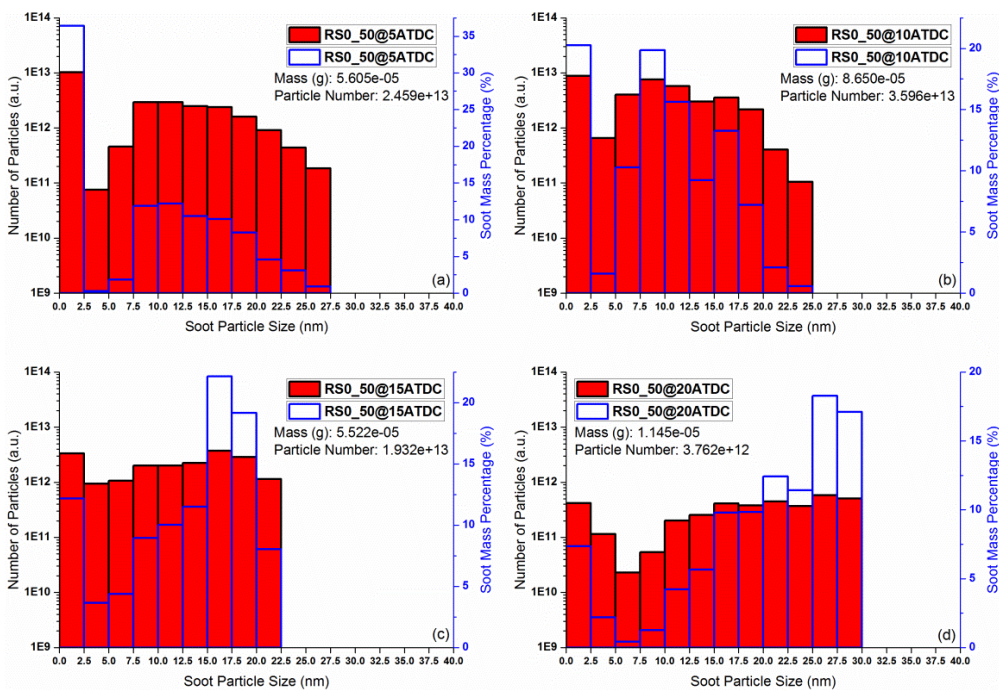 1E14
1E13
1E12
1E11
1E10
1E9
Number of Particles (a.u.)
RS0_50@5ATDC
RS0_50@5ATDC
Mass (g): 5.605e-05
Particle Number: 2.459e+13
(a)
35
30
25
20
15
10
5
0
Soot Mass Percentage (%)
0.0 2.5 5.0 7.5 10.0 12.5 15.0 17.5 20.0 22.5 25.0 27.5 30.0 32.5 35.0 37.5 40.0
Soot Particle Size (nm)
1E14
1E13
1E12
1E11
1E10
1E9
Number of Particles (a.u.)
RS0_50@10ATDC
RS0_50@10ATDC
Mass (g): 8.650e-05
Particle Number: 3.596e+13
(b)
20
15
10
5
0
Soot Mass Percentage (%)
0.0 2.5 5.0 7.5 10.0 12.5 15.0 17.5 20.0 22.5 25.0 27.5 30.0 32.5 35.0 37.5 40.0
Soot Particle Size (nm)
1E14
1E13
1E12
1E11
1E10
1E9
Number of Particles (a.u.)
RS0_50@15ATDC
RS0_50@15ATDC
Mass (g): 5.522e-05
Particle Number: 1.932e+13
(c)
20
15
10
5
0
Soot Mass Percentage (%)
0.0 2.5 5.0 7.5 10.0 12.5 15.0 17.5 20.0 22.5 25.0 27.5 30.0 32.5 35.0 37.5 40.0
Soot Particle Size (nm)
1E14
1E13
1E12
1E11
1E10
1E9
Number of Particles (a.u.)
RS0_50@20ATDC
RS0_50@20ATDC
Mass (g): 1.145e-05
Particle Number: 3.762e+12
(d)
20
15
10
5
0
Soot Mass Percentage (%)
0.0 2.5 5.0 7.5 10.0 12.5 15.0 17.5 20.0 22.5 25.0 27.5 30.0 32.5 35.0 37.5 40.0
Soot Particle Size (nm)